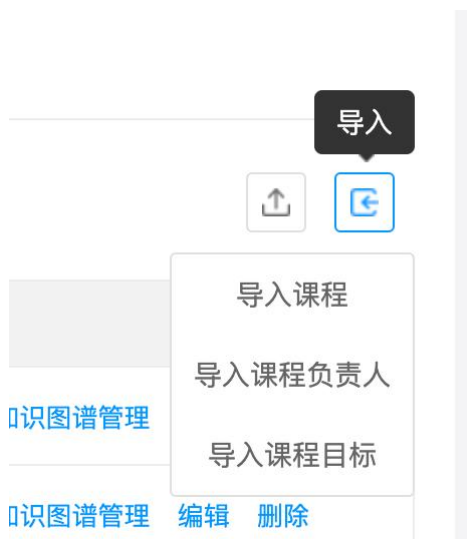 导入
导入课程
导入课程负责人
识图谱管理
导入课程目标
识图谱管理 编辑 删除